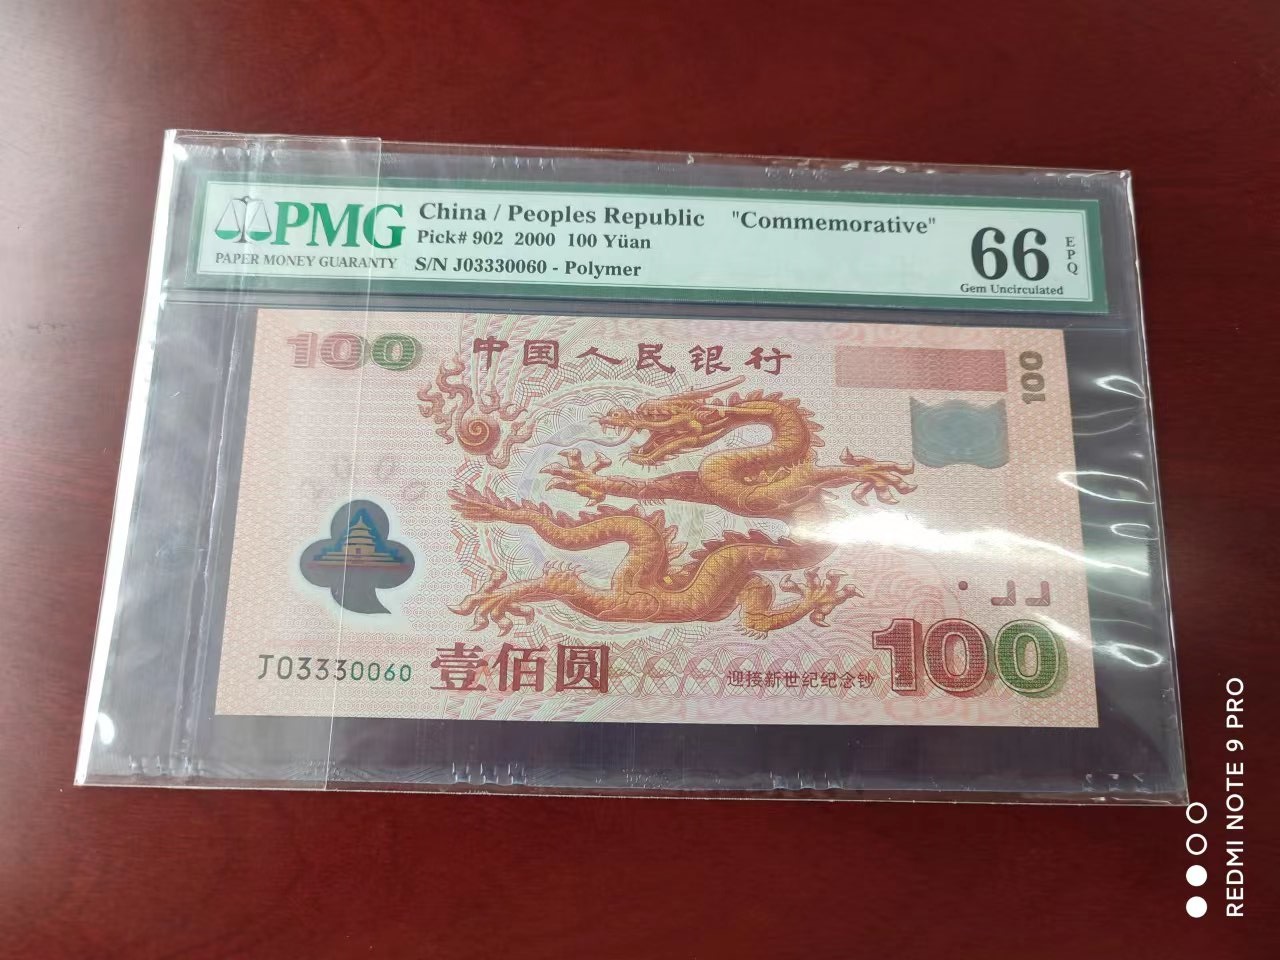 PMG
PAPER MONEY GUARANTY
China / Peoples Republic "Commemorative"
Pick# 902 2000 100 Yüan
S/N J03330060 - Polymer
66
EPQ
Gem Uncirculated
100
中国人民银行
100
J03330060
壹佰圆
迎接新世纪纪念钞
100
REDMI NOTE 9 PRO